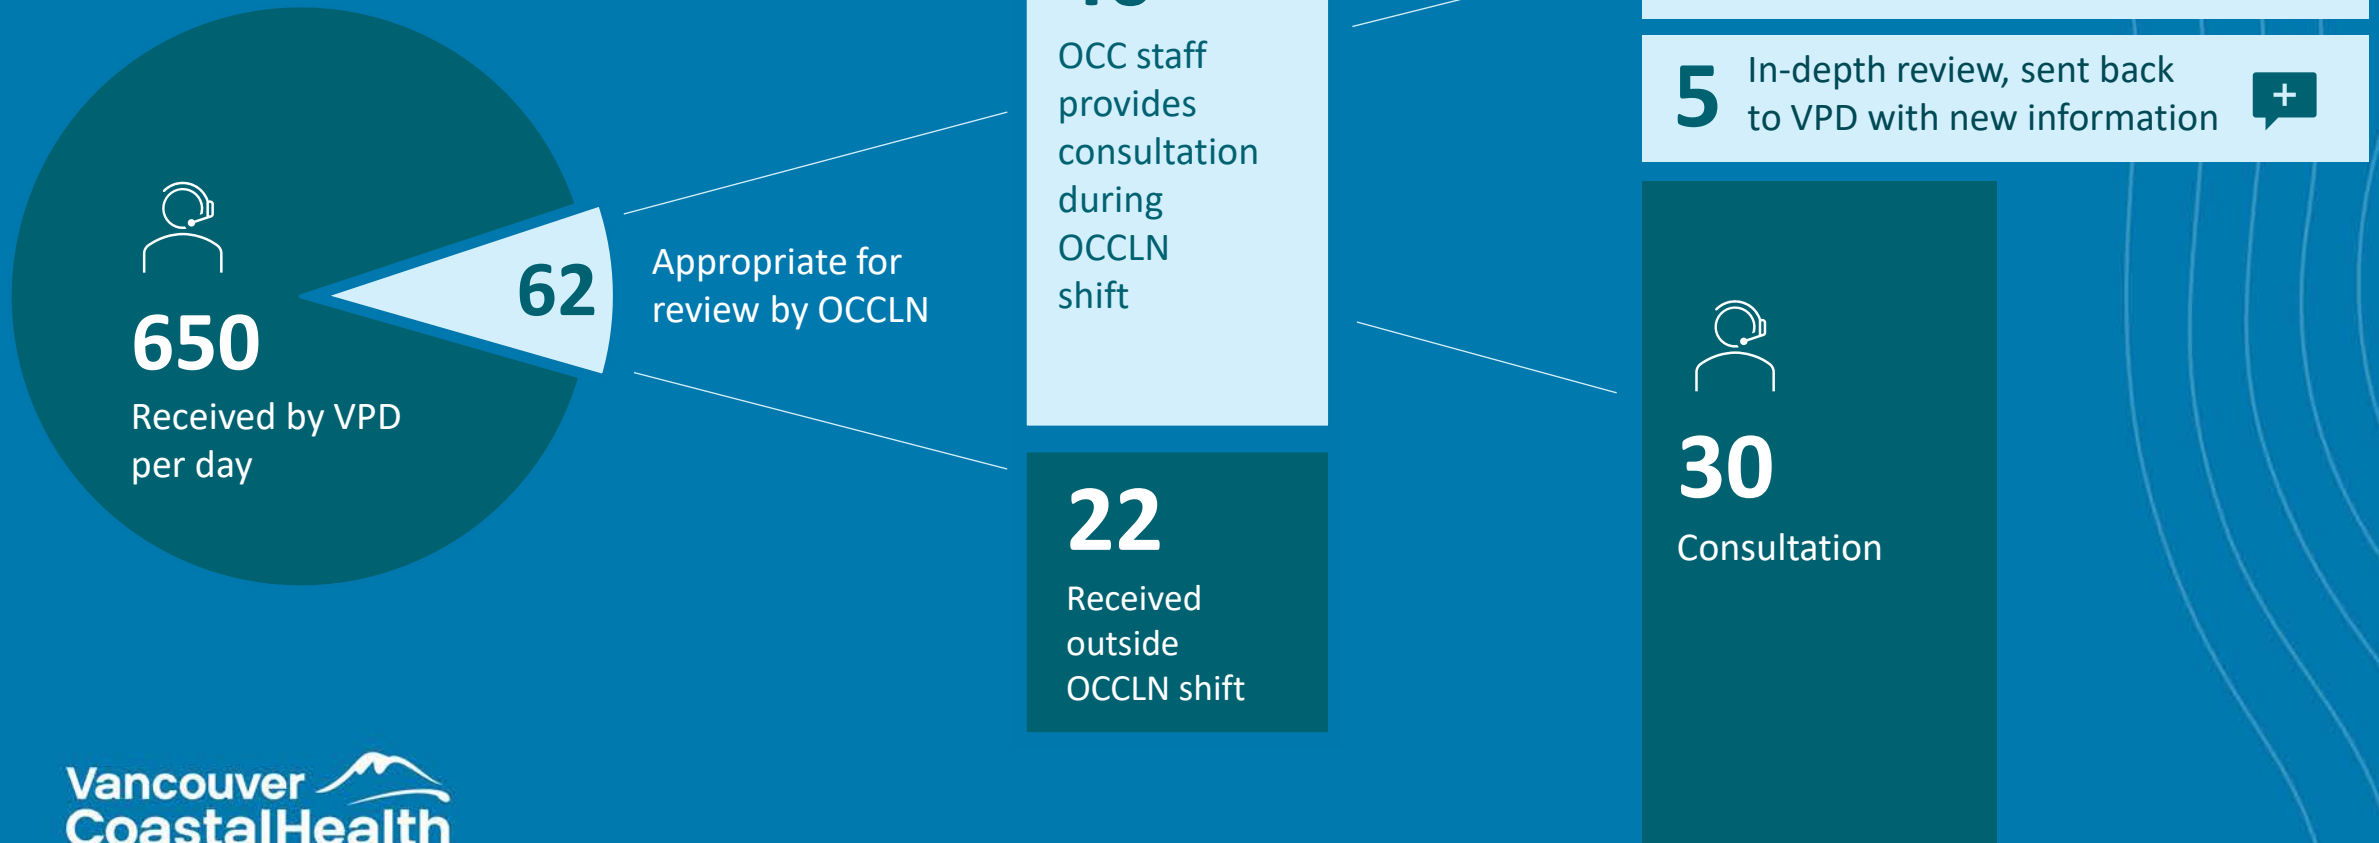 650
Received by VPD
per day
62
Appropriate for
review by OCCLN
OCC staff
provides
consultation
during
OCCLN
shift
22
Received
outside
OCCLN shift
5
In-depth review, sent back
to VPD with new information
30
Consultation
Vancouver
CoastalHealth